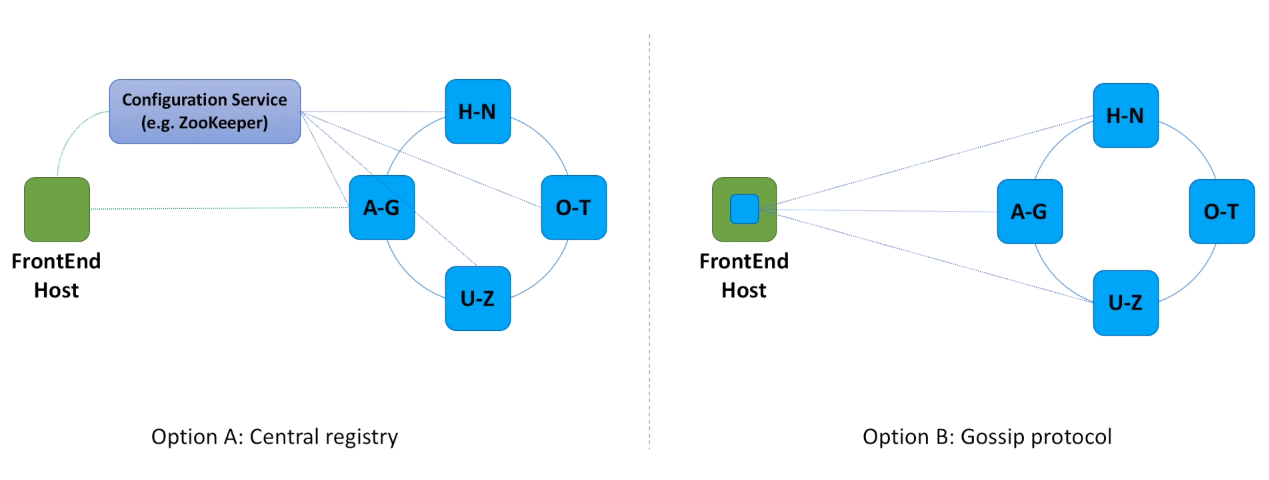 Configuration Service
(e.g. ZooKeeper)
H-N
A-G
O-T
U-Z
FrontEnd
Host
Option A: Central registry
H-N
A-G
O-T
U-Z
FrontEnd
Host
Option B: Gossip protocol